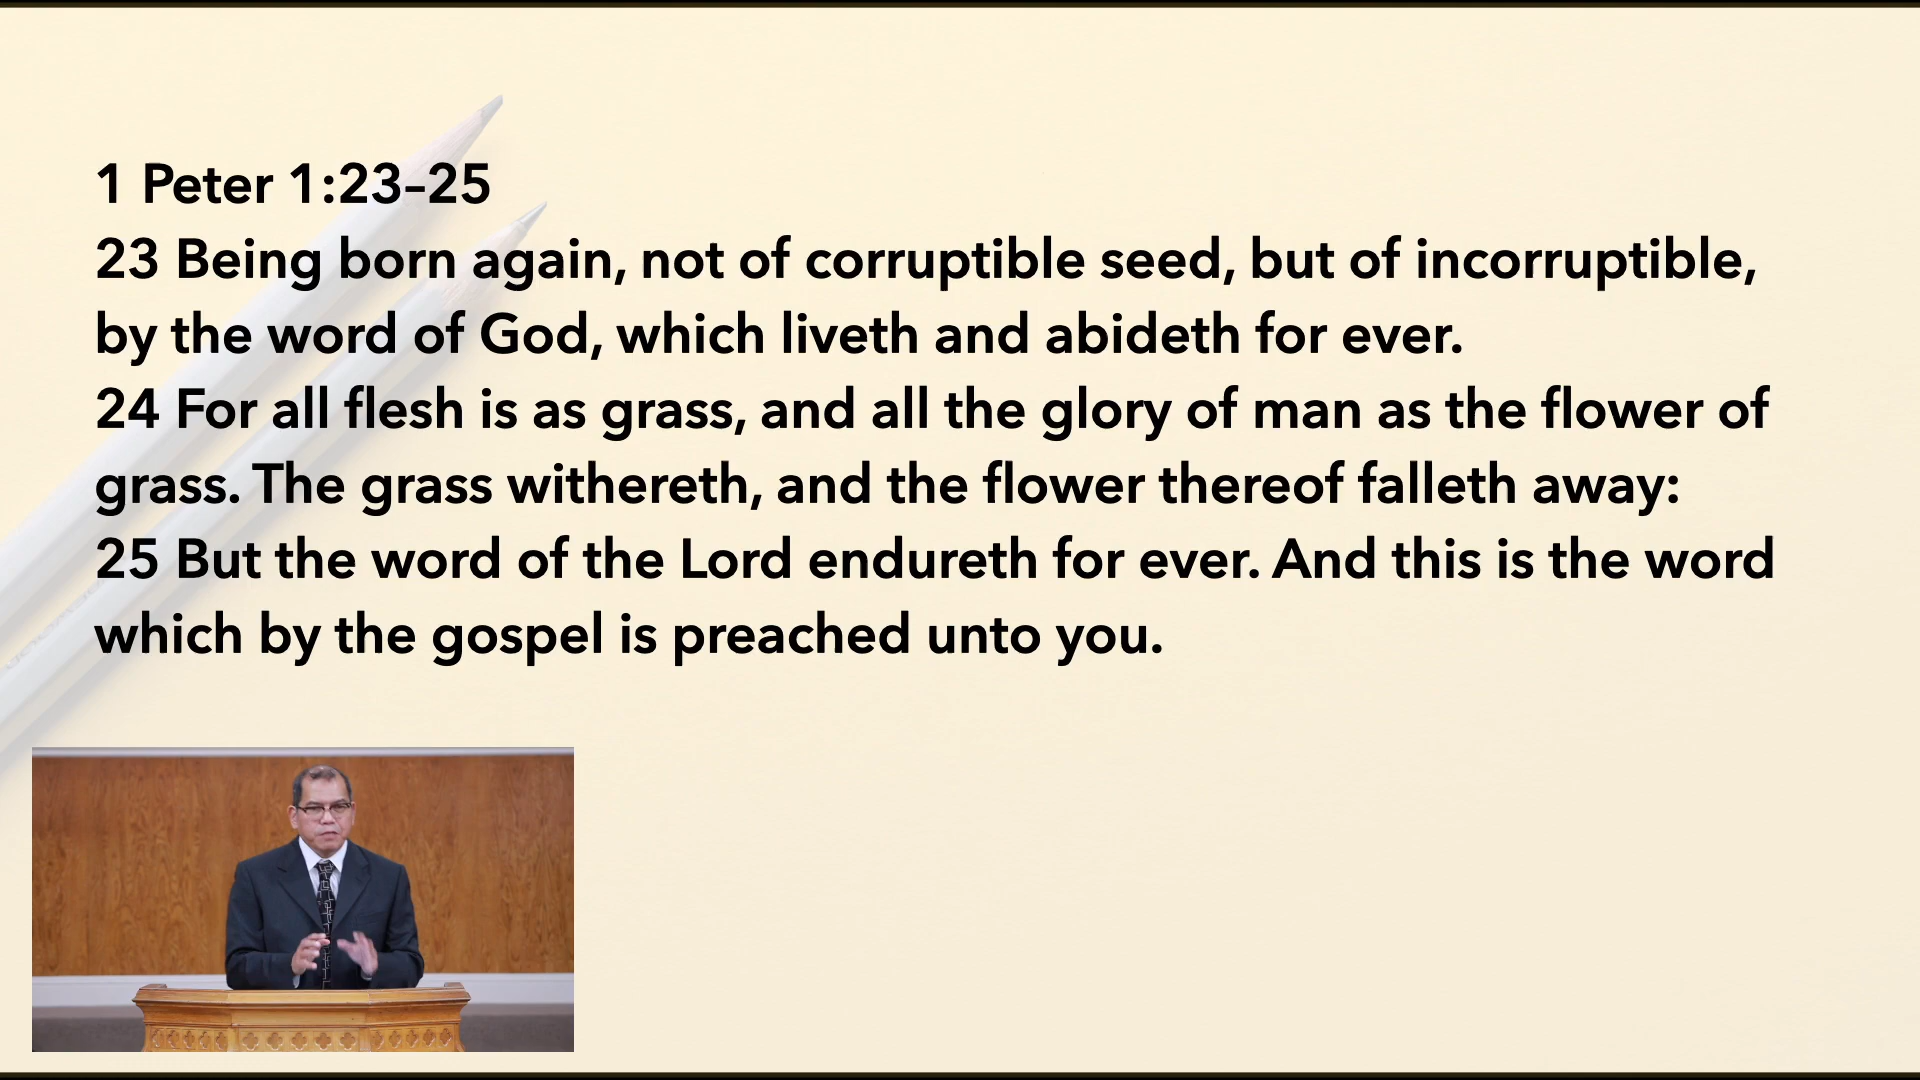 1 Peter 1:23–25
23 Being born again, not of corruptible seed, but of incorruptible,
by the word of God, which liveth and abideth for ever.
24 For all flesh is as grass, and all the glory of man as the flower of
grass. The grass withereth, and the flower thereof falleth away:
25 But the word of the Lord endureth for ever. And this is the word
which by the gospel is preached unto you.